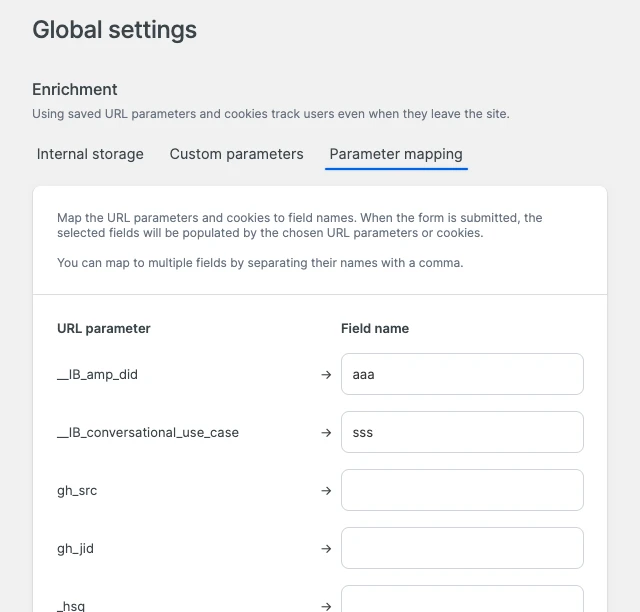 Global settings
Enrichment
Using saved URL parameters and cookies track users even when they leave the site.
Internal storage Custom parameters Parameter mapping
Map the URL parameters and cookies to field names. When the form is submitted, the
selected fields will be populated by the chosen URL parameters or cookies.
You can map to multiple fields by separating their names with a comma.
URL parameter Field name
__IB_amp_did → aaa
__IB_conversational_use_case → sss
gh_src →
gh_jid →
_hsq →